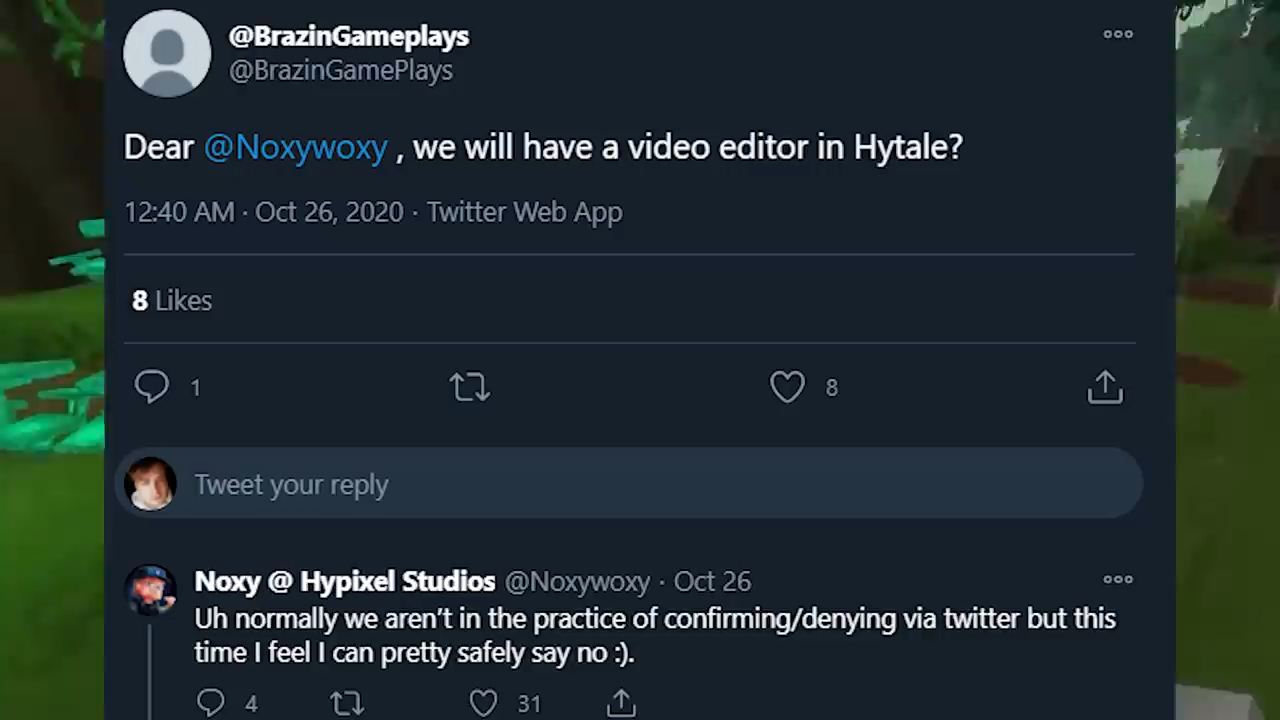 @BrazinGameplays
@BrazinGamePlays
Dear @Noxywoxy , we will have a video editor in Hytale?
12:40 AM · Oct 26, 2020 · Twitter Web App
8 Likes
1
8
Tweet your reply
Noxy @ Hypixel Studios @Noxywoxy · Oct 26
Uh normally we aren't in the practice of confirming/denying via twitter but this
time I feel I can pretty safely say no :).
4
31